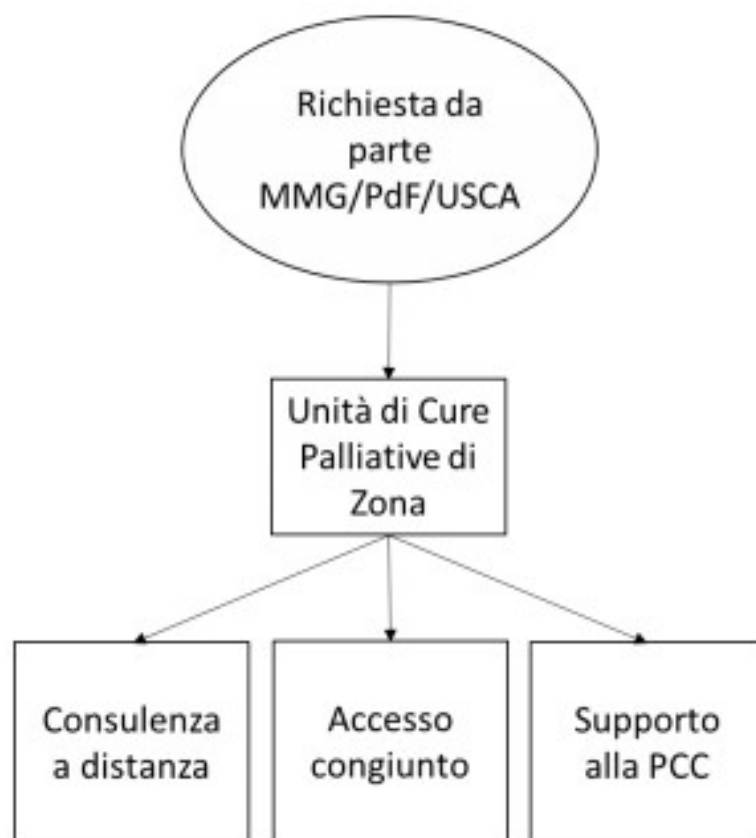 Richiesta da
parte
MMG/PdF/USCA
Unità di Cure
Palliative di
Zona
Consulenza
a distanza
Accesso
congiunto
Supporto
alla PCC